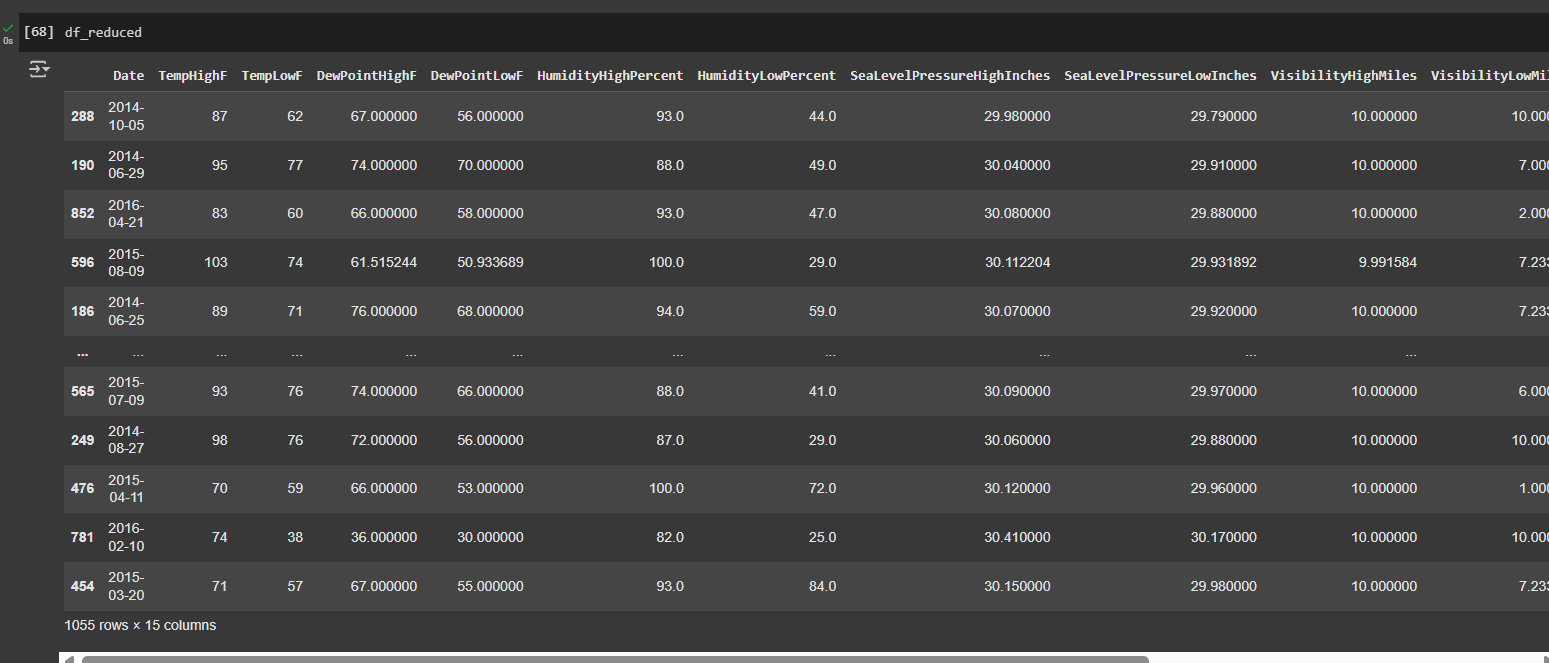 [68] df_reduced
0s
Date TempHighF TempLowF DewPointHighF DewPointLowF HumidityHighPercent HumidityLowPercent SeaLevelPressureHighInches SeaLevelPressureLowInches VisibilityHighMiles VisibilityLowMil
288 2014-10-05 87 62 67.000000 56.000000 93.0 44.0 29.980000 29.790000 10.000000 10.000
190 2014-06-29 95 77 74.000000 70.000000 88.0 49.0 30.040000 29.910000 10.000000 7.000
852 2016-04-21 83 60 66.000000 58.000000 93.0 47.0 30.080000 29.880000 10.000000 2.000
596 2015-08-09 103 74 61.515244 50.933689 100.0 29.0 30.112204 29.931892 9.991584 7.233
186 2014-06-25 89 71 76.000000 68.000000 94.0 59.0 30.070000 29.920000 10.000000 7.233
... ... ... ... ... ... ... ... ... ... ...
565 2015-07-09 93 76 74.000000 66.000000 88.0 41.0 30.090000 29.970000 10.000000 6.000
249 2014-08-27 98 76 72.000000 56.000000 87.0 29.0 30.060000 29.880000 10.000000 10.000
476 2015-04-11 70 59 66.000000 53.000000 100.0 72.0 30.120000 29.960000 10.000000 1.000
781 2016-02-10 74 38 36.000000 30.000000 82.0 25.0 30.410000 30.170000 10.000000 10.000
454 2015-03-20 71 57 67.000000 55.000000 93.0 84.0 30.150000 29.980000 10.000000 7.233
1055 rows × 15 columns